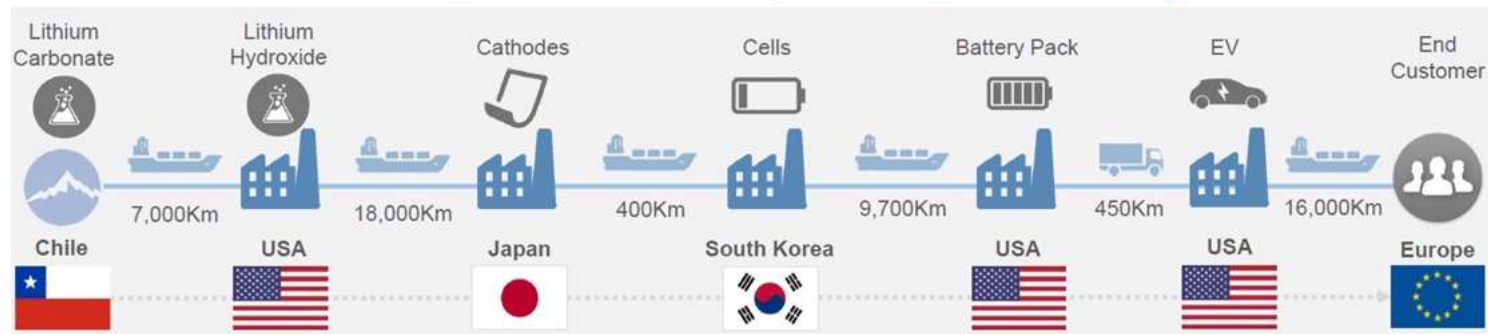 Lithium
Carbonate
Lithium
Hydroxide
Cathodes
Cells
Battery Pack
EV
End
Customer
7,000Km
18,000Km
400Km
9,700Km
450Km
16,000Km
Chile
USA
Japan
South Korea
USA
USA
Europe